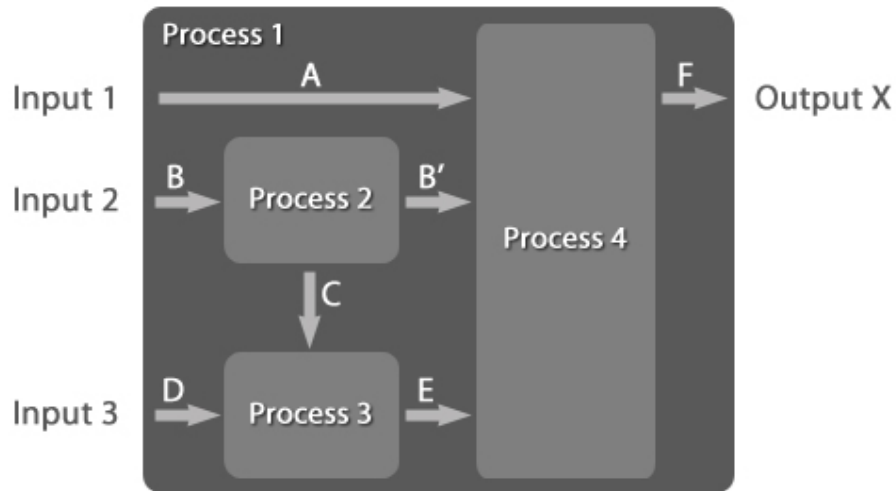 Process 1
A
F
Input 1
Output X
B
B’
Input 2
Process 2
Process 4
C
D
E
Input 3
Process 3